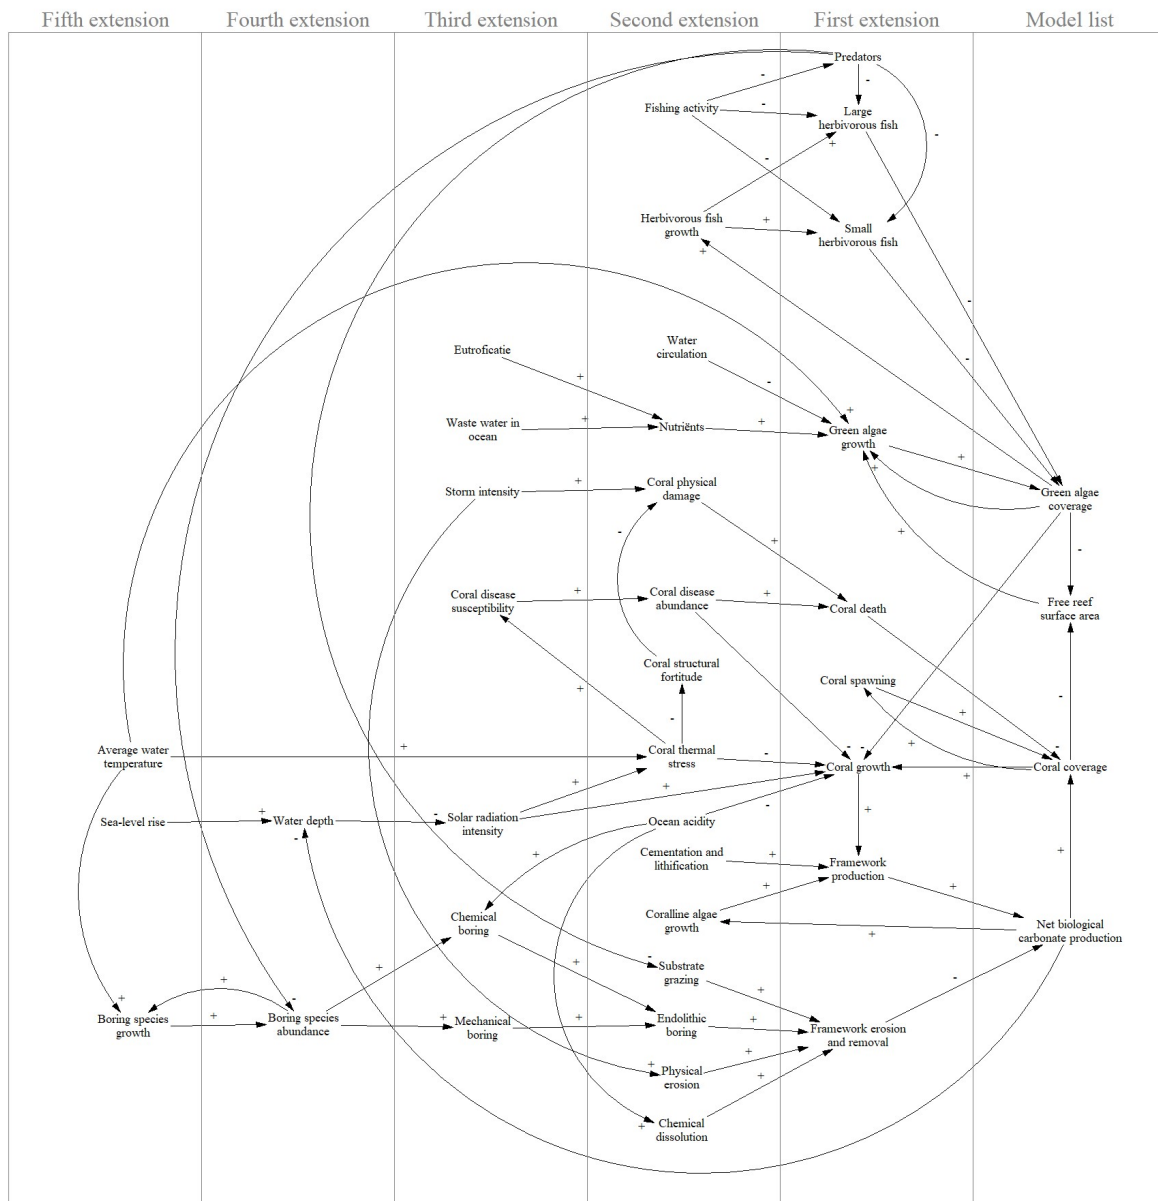 Fifth extension
Fourth extension
Third extension
Second extension
First extension
Model list
Predators
Fishing activity
Large
herbivorous fish
Herbivorous fish
growth
Small
herbivorous fish
Eutroficatie
Water
circulation
Waste water in
ocean
Nutriënts
Green algae
growth
Storm intensity
Coral physical
damage
Green algae
coverage
Coral disease
susceptibility
Coral disease
abundance
Coral death
Free reef
surface area
Coral structural
fortitude
Coral spawning
Average water
temperature
Coral thermal
stress
Coral growth
Coral coverage
Sea-level rise
Water depth
Solar radiation
intensity
Ocean acidity
Cementation and
lithification
Framework
production
Chemical
boring
Coralline algae
growth
Net biological
carbonate production
Substrate
grazing
Boring species
growth
Boring species
abundance
Mechanical
boring
Endolithic
boring
Framework erosion
and removal
Physical
erosion
Chemical
dissolution